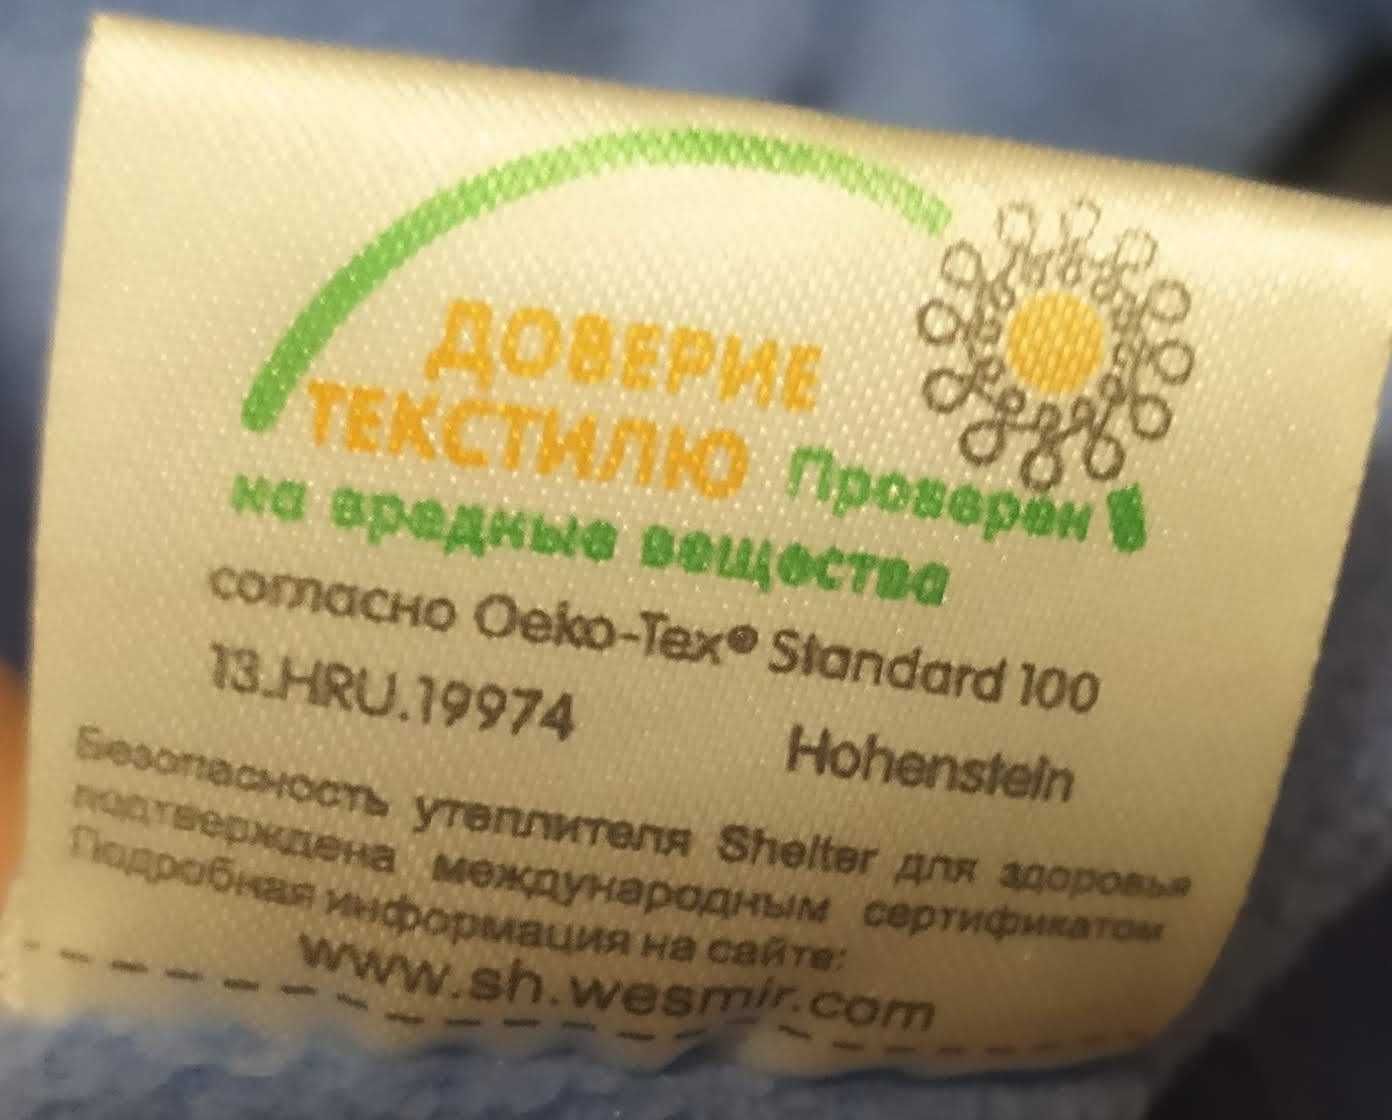 ДОВЕРИЕ
ТЕКСТИЛЮ Проверен
на вредные вещества
согласно Oeko-Tex® Standard 100
13.HRU.19974 Hohenstein
Безопасность утеплителя Shelter для здоровья
подтверждена международным сертификатом
Подробная информация на сайте:
www.sh.wesmir.com